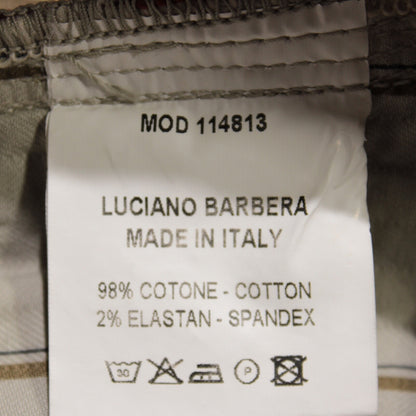 MOD 114813
LUCIANO BARBERA
MADE IN ITALY
98% COTONE - COTTON
2% ELASTAN - SPANDEX
30 P